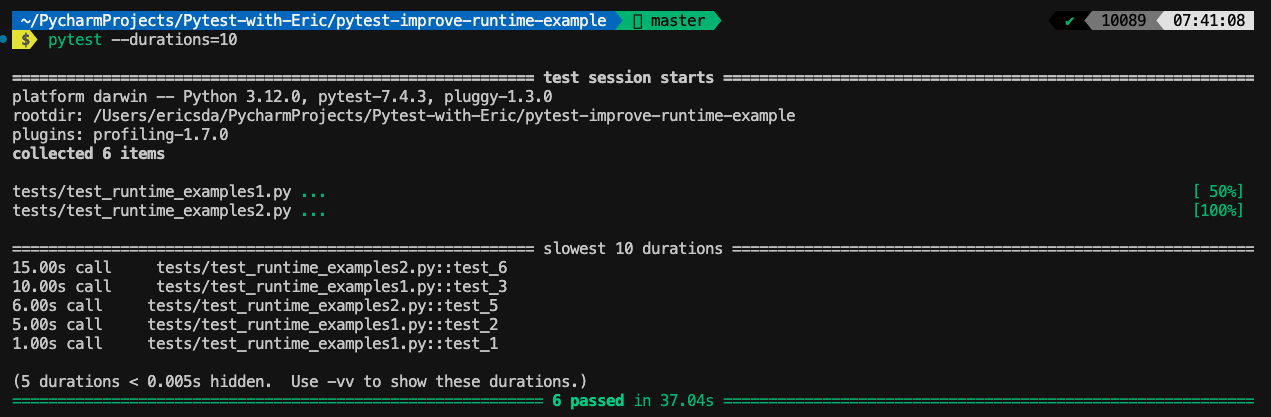 ~/PycharmProjects/Pytest-with-Eric/pytest-improve-runtime-example master ✔ 10089 07:41:08
$ pytest --durations=10
========================================================== test session starts ===========================================================
platform darwin -- Python 3.12.0, pytest-7.4.3, pluggy-1.3.0
rootdir: /Users/ericsda/PycharmProjects/Pytest-with-Eric/pytest-improve-runtime-example
plugins: profiling-1.7.0
collected 6 items
tests/test_runtime_examples1.py ... [ 50%]
tests/test_runtime_examples2.py ... [100%]
========================================================== slowest 10 durations ==========================================================
15.00s call     tests/test_runtime_examples2.py::test_6
10.00s call     tests/test_runtime_examples1.py::test_3
6.00s call     tests/test_runtime_examples2.py::test_5
5.00s call     tests/test_runtime_examples1.py::test_2
1.00s call     tests/test_runtime_examples1.py::test_1
(5 durations < 0.005s hidden.  Use -vv to show these durations.)
=========================================================== 6 passed in 37.04s ===========================================================